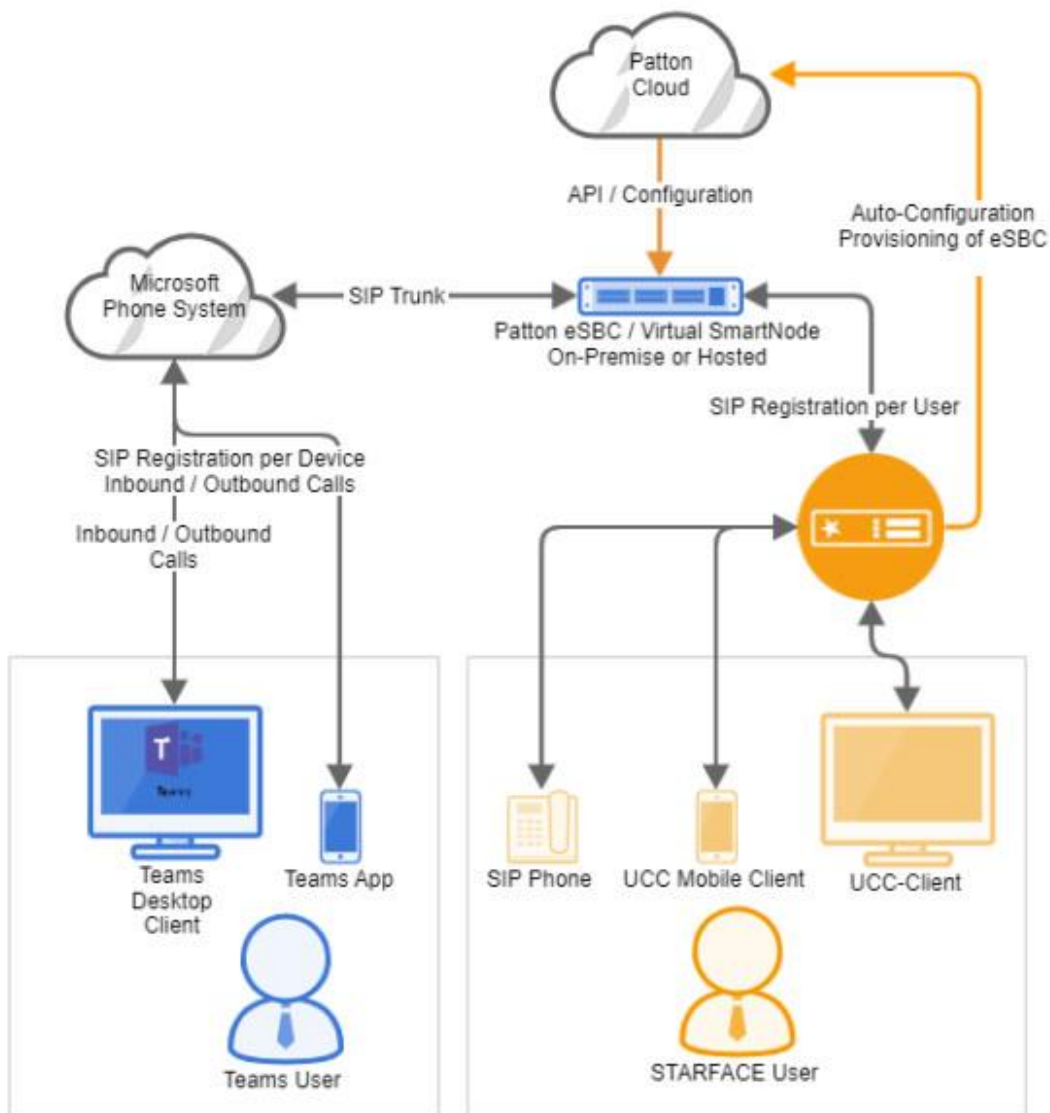 Patton
Cloud
API / Configuration
Auto-Configuration
Provisioning of eSBC
Microsoft
Phone System
SIP Trunk
Patton eSBC / Virtual SmartNode
On-Premise or Hosted
SIP Registration per User
SIP Registration per Device
Inbound / Outbound Calls
Inbound / Outbound
Calls
T
Teams
Teams
Desktop
Client
Teams App
SIP Phone
UCC Mobile Client
UCC-Client
Teams User
STARFACE User